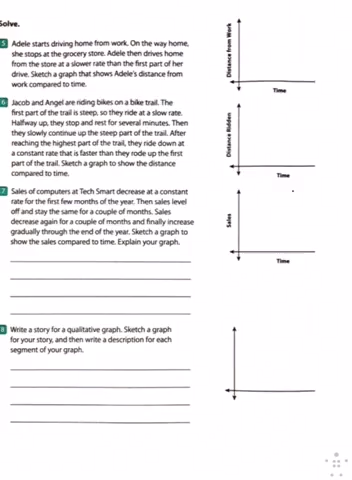 Solve.
5 Adele starts driving home from work. On the way home,
she stops at the grocery store. Adele then drives home
from the store at a slower rate than the first part of her
drive. Sketch a graph that shows Adele's distance from
work compared to time.
Distance from Work
Time
6 Jacob and Angel are riding bikes on a bike trail. The
first part of the trail is steep, so they ride at a slow rate.
Halfway up, they stop and rest for several minutes. Then
they slowly continue up the steep part of the trail. After
reaching the highest part of the trail, they ride down at
a constant rate that is faster than they rode up the first
part of the trail. Sketch a graph to show the distance
compared to time.
Distance Ridden
Time
7 Sales of computers at Tech Smart decrease at a constant
rate for the first few months of the year. Then sales level
off and stay the same for a couple of months. Sales
decrease again for a couple of months and finally increase
gradually through the end of the year. Sketch a graph to
show the sales compared to time. Explain your graph.
Sales
Time
8 Write a story for a qualitative graph. Sketch a graph
for your story, and then write a description for each
segment of your graph.